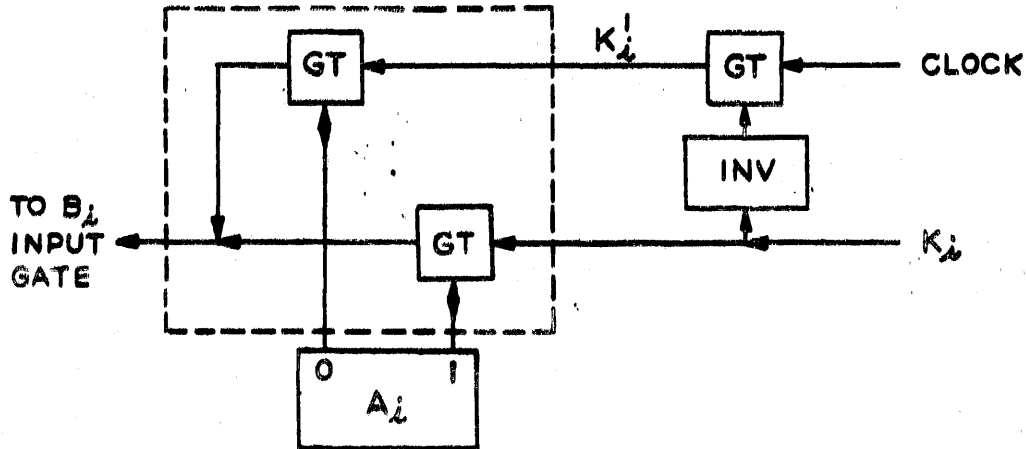 K'i
GT
GT
CLOCK
INV
TO Bi
INPUT
GATE
GT
Ki
0 1
Ai